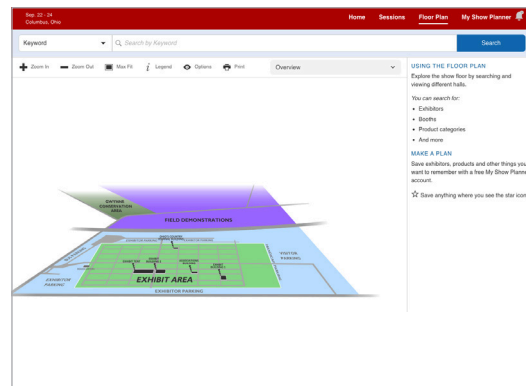 Sep. 22 - 24
Columbus, Ohio
Home Sessions Floor Plan My Show Planner
Keyword
Search by Keyword
Search
Zoom In Zoom Out Max Fit Legend Options Print
Overview
USING THE FLOOR PLAN
Explore the show floor by searching and
viewing different halls.
You can search for:
• Exhibitors
• Booths
• Product categories
• And more
MAKE A PLAN
Save exhibitors, products and other things you
want to remember with a free My Show Planner
account.
☆ Save anything where you see the star icon
CONSERVATION
AREA
FIELD DEMONSTRATIONS
VISITOR
PARKING
EXHIBITOR
PARKING
EXHIBIT AREA
EXHIBITOR PARKING